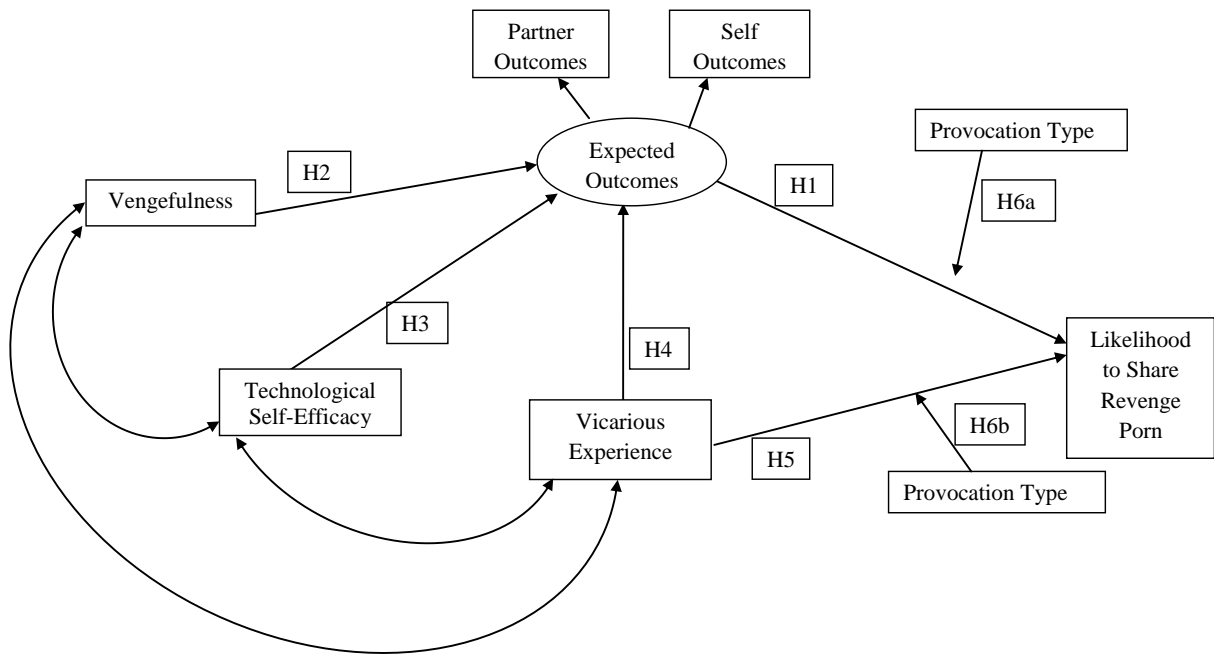 Partner
Outcomes
Self
Outcomes
Provocation Type
Expected
Outcomes
H2
H1
H6a
Vengefulness
H3
H4
Likelihood
to Share
Revenge
Porn
Technological
Self-Efficacy
Vicarious
Experience
H5
H6b
Provocation Type